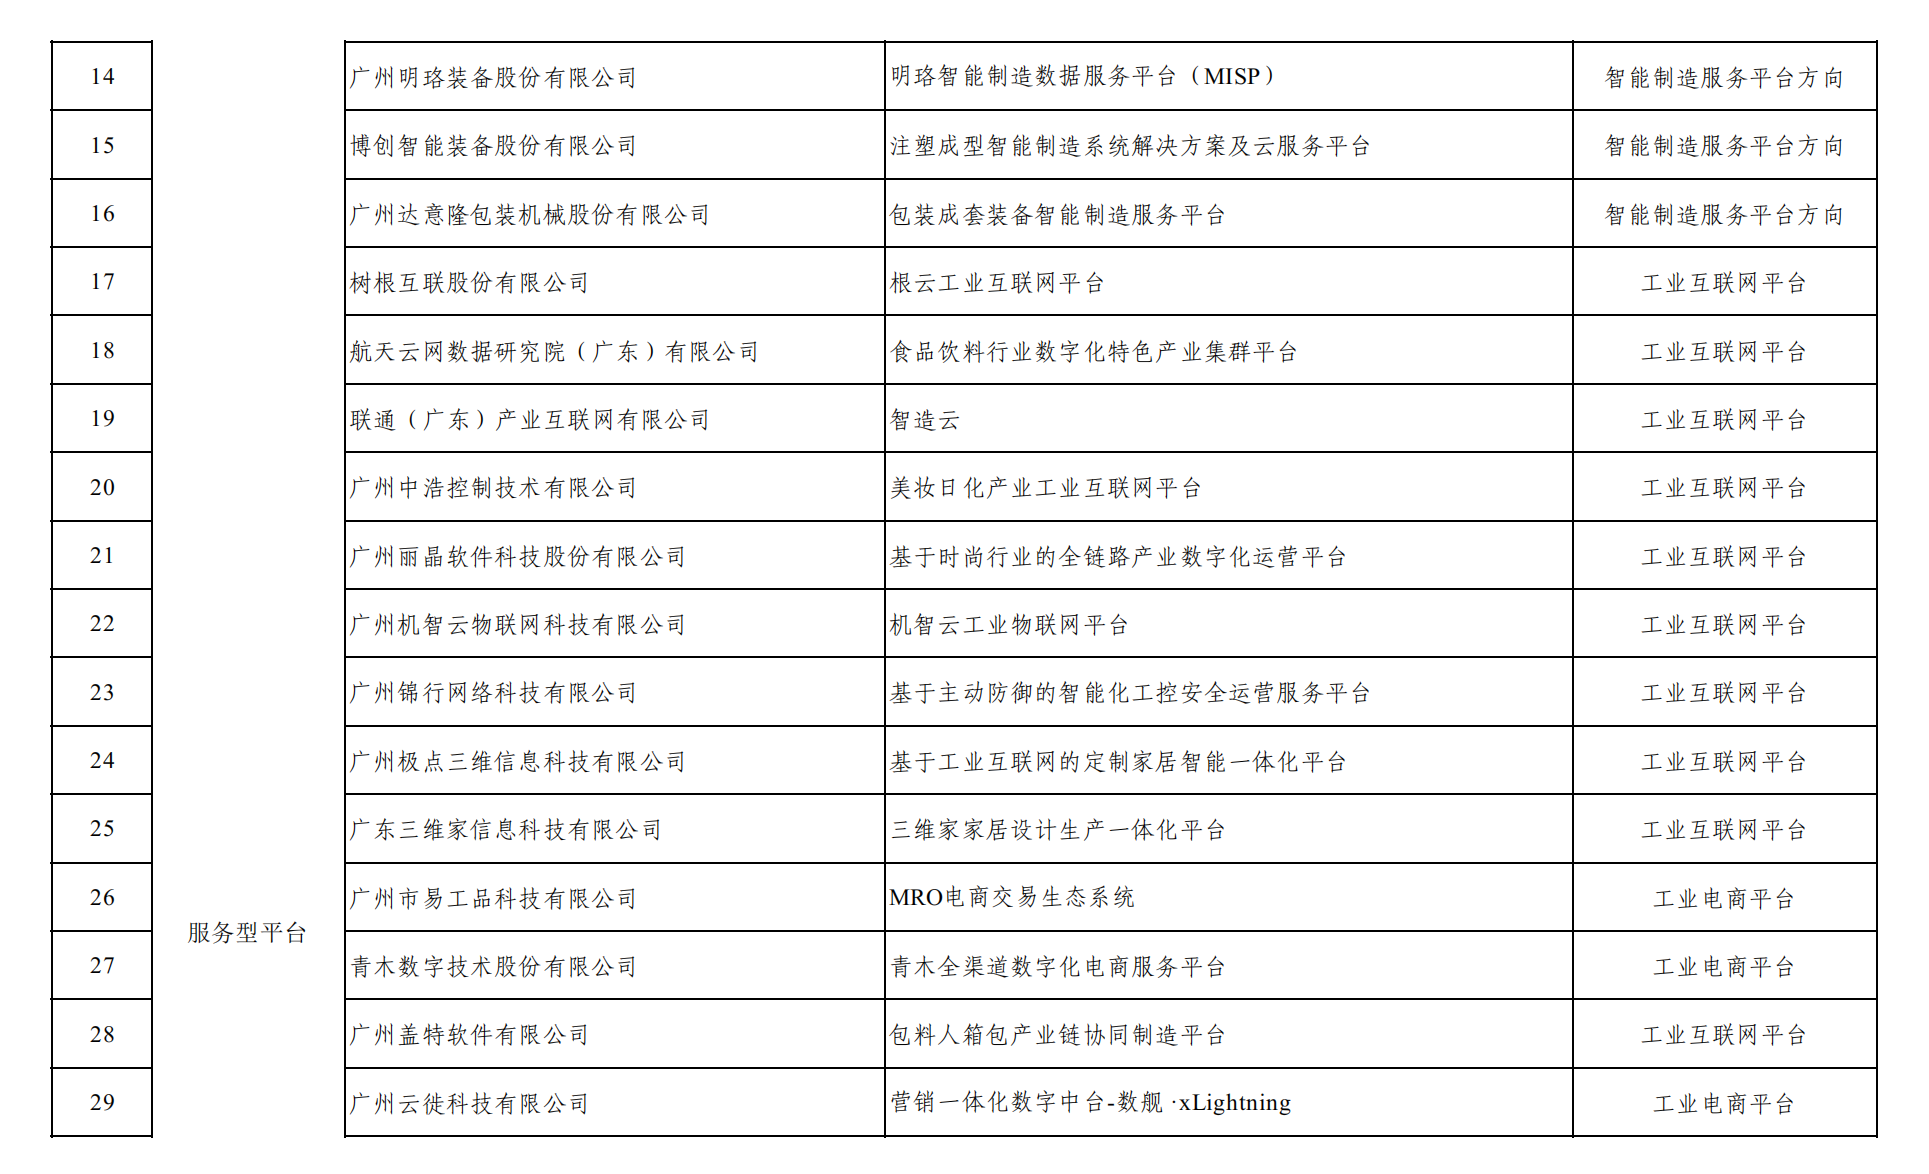 14 广州明珞装备股份有限公司 明珞智能制造数据服务平台（MISP） 智能制造服务平台方向
15 博创智能装备股份有限公司 注塑成型智能制造系统解决方案及云服务平台 智能制造服务平台方向
16 广州达意隆包装机械股份有限公司 包装成套装备智能制造服务平台 智能制造服务平台方向
17 树根互联股份有限公司 根云工业互联网平台 工业互联网平台
18 航天云网数据研究院（广东）有限公司 食品饮料行业数字化特色产业集群平台 工业互联网平台
19 联通（广东）产业互联网有限公司 智造云 工业互联网平台
20 广州中浩控制技术有限公司 美妆日化产业工业互联网平台 工业互联网平台
21 广州丽晶软件科技股份有限公司 基于时尚行业的全链路产业数字化运营平台 工业互联网平台
22 广州机智云物联网科技有限公司 机智云工业物联网平台 工业互联网平台
23 广州锦行网络科技有限公司 基于主动防御的智能化工控安全运营服务平台 工业互联网平台
24 广州极点三维信息科技有限公司 基于工业互联网的定制家居智能一体化平台 工业互联网平台
25 广东三维家信息科技有限公司 三维家家居设计生产一体化平台 工业互联网平台
26 广州市易工品科技有限公司 MRO电商交易生态系统 工业电商平台
服务型平台
27 青木数字技术股份有限公司 青木全渠道数字化电商服务平台 工业电商平台
28 广州盖特软件有限公司 包料人箱包产业链协同制造平台 工业互联网平台
29 广州云徙科技有限公司 营销一体化数字中台-数舰·xLightning 工业电商平台